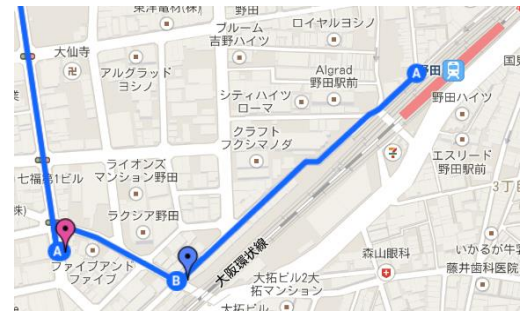 東洋電材(株)
野田
ブルーム
吉野ハイツ
ロイヤルヨシノ
大仙寺
卍
アルグラッド
ヨシノ
Algrad
野田駅前
A
野田
シティハイツ
ローマ
野田ハイツ
クラフト
フクシマノダ
エスリード
野田駅前
七福第1ビル
ライオンズ
マンション野田
3丁目
株)
ラクシア野田
A
ファイブアンド
ファイブ
B
大阪環状線
森山眼科
いかるが牛乳
藤井歯科医院
大拓ビル2大
拓マンション
大拓ビル